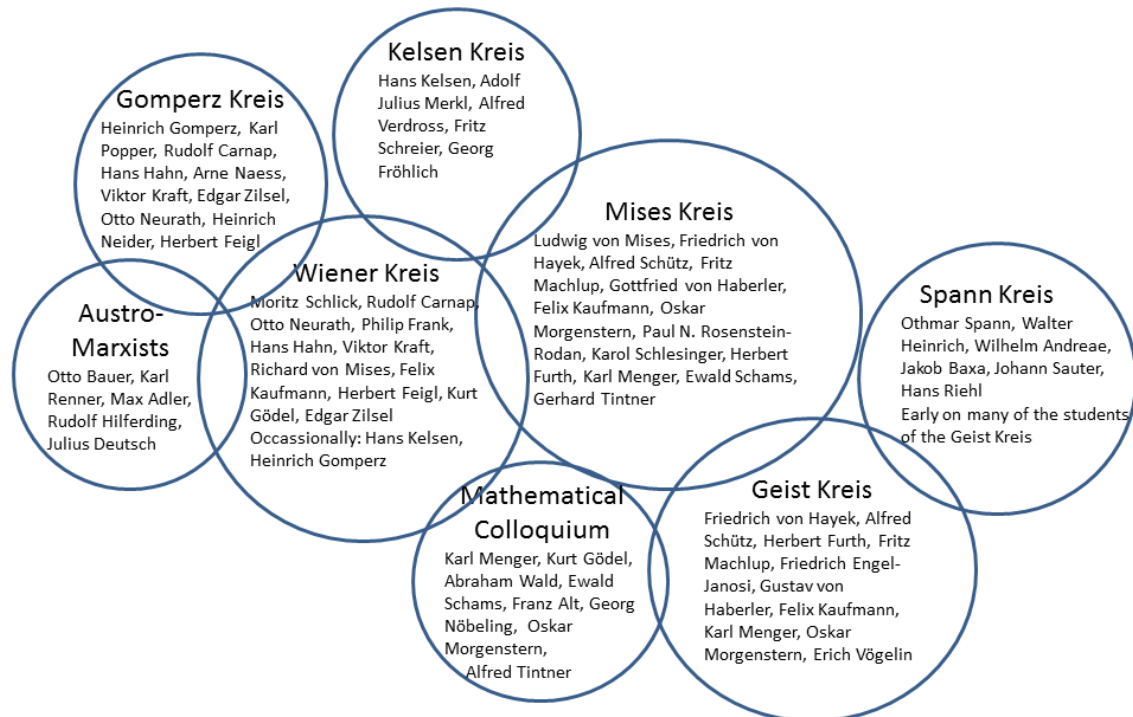 Kelsen Kreis
Hans Kelsen, Adolf
Julius Merkl, Alfred
Verdross, Fritz
Schreier, Georg
Fröhlich
Gomperz Kreis
Heinrich Gomperz, Karl
Popper, Rudolf Carnap,
Hans Hahn, Arne Naess,
Viktor Kraft, Edgar Zilsel,
Otto Neurath, Heinrich
Neider, Herbert Feigl
Mises Kreis
Ludwig von Mises, Friedrich von
Hayek, Alfred Schütz, Fritz
Machlup, Gottfried von Haberler,
Felix Kaufmann, Oskar
Morgenstern, Paul N. Rosenstein-
Rodan, Karol Schlesinger, Herbert
Furth, Karl Menger, Ewald Schams,
Gerhard Tintner
Wiener Kreis
Moritz Schlick, Rudolf Carnap,
Otto Neurath, Philip Frank,
Hans Hahn, Viktor Kraft,
Richard von Mises, Felix
Kaufmann, Herbert Feigl, Kurt
Gödel, Edgar Zilsel
Occassionally: Hans Kelsen,
Heinrich Gomperz
Spann Kreis
Othmar Spann, Walter
Heinrich, Wilhelm Andreae,
Jakob Baxa, Johann Sauter,
Hans Riehl
Early on many of the students
of the Geist Kreis
Austro-
Marxists
Otto Bauer, Karl
Renner, Max Adler,
Rudolf Hilferding,
Julius Deutsch
Mathematical
Colloquium
Karl Menger, Kurt Gödel,
Abraham Wald, Ewald
Schams, Franz Alt, Georg
Nöbeling, Oskar
Morgenstern,
Alfred Tintner
Geist Kreis
Friedrich von Hayek, Alfred
Schütz, Herbert Furth, Fritz
Machlup, Friedrich Engel-
Janosi, Gustav von
Haberler, Felix Kaufmann,
Karl Menger, Oskar
Morgenstern, Erich Vögelin